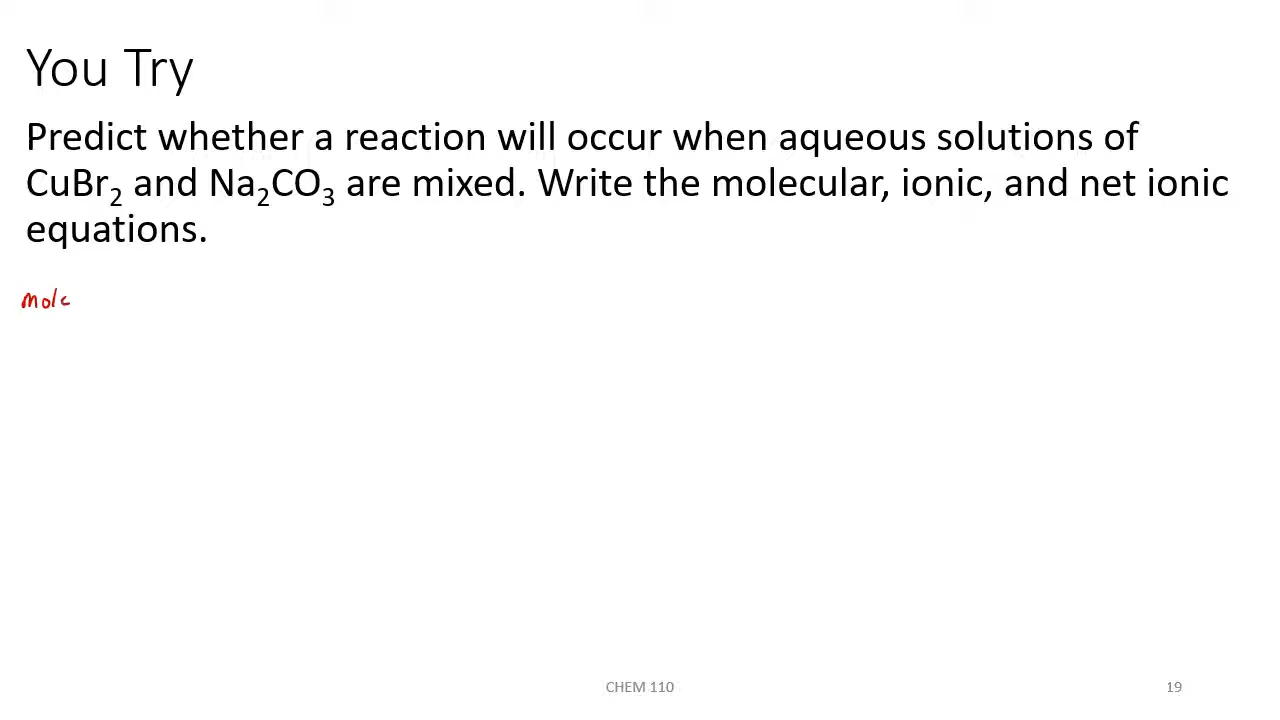 You Try
Predict whether a reaction will occur when aqueous solutions of
CuBr₂ and Na₂CO₃ are mixed. Write the molecular, ionic, and net ionic
equations.
molc
CHEM 110
19